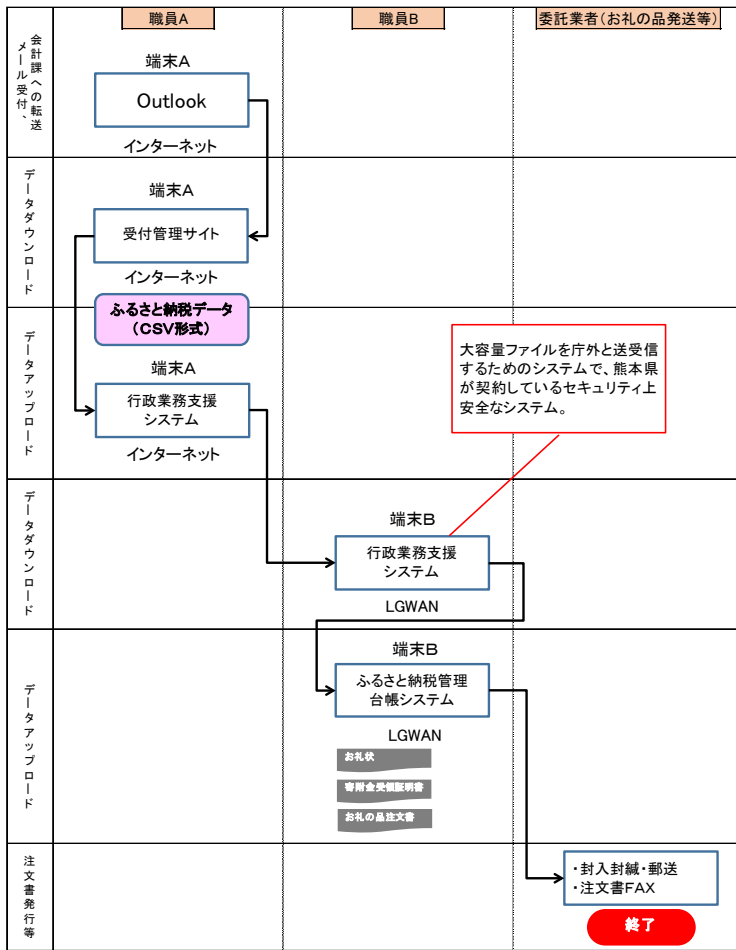 職員A
職員B
委託業者（お礼の品発送等）
メール受付、
会計課への転送
端末A
Outlook
インターネット
データダウンロード
端末A
受付管理サイト
インターネット
ふるさと納税データ
（CSV形式）
データアップロード
端末A
行政業務支援
システム
インターネット
大容量ファイルを庁外と送受信
するためのシステムで、熊本県
が契約しているセキュリティ上
安全なシステム。
データダウンロード
端末B
行政業務支援
システム
LGWAN
データアップロード
端末B
ふるさと納税管理
台帳システム
LGWAN
お礼状
寄附金受領証明書
お礼の品注文書
注文書発行等
・封入封緘・郵送
・注文書FAX
終了